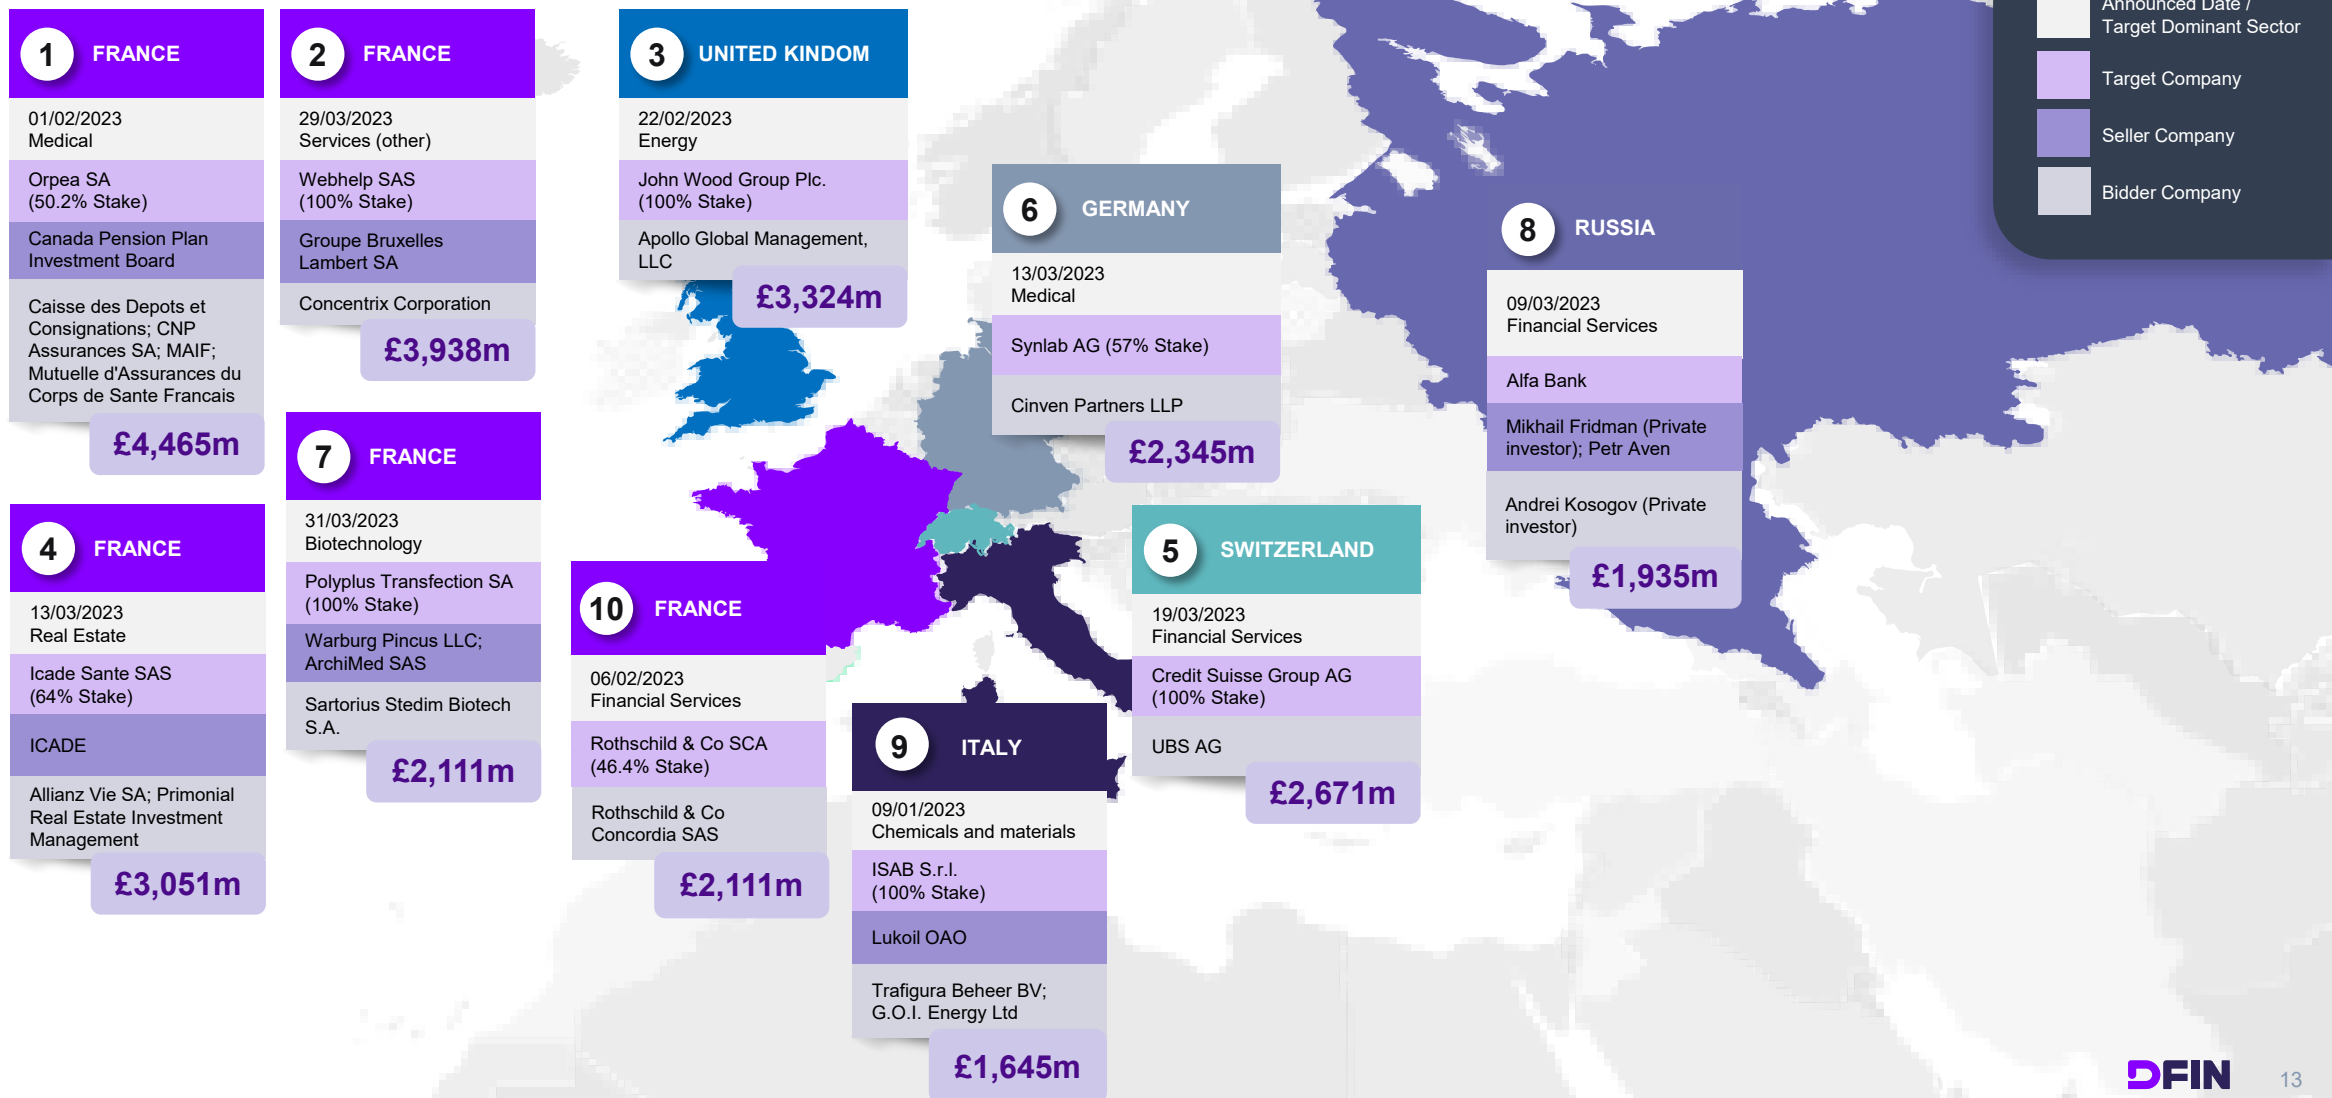 1
FRANCE
01/02/2023
Medical
Orpea SA
(50.2% Stake)
Canada Pension Plan
Investment Board
Caisse des Depots et
Consignations; CNP
Assurances SA; MAIF;
Mutuelle d'Assurances du
Corps de Sante Francais
£4,465m
2
FRANCE
29/03/2023
Services (other)
Webhelp SAS
(100% Stake)
Groupe Bruxelles
Lambert SA
Concentrix Corporation
£3,938m
3
UNITED KINDOM
22/02/2023
Energy
John Wood Group Plc.
(100% Stake)
Apollo Global Management,
LLC
£3,324m
4
FRANCE
13/03/2023
Real Estate
Icade Sante SAS
(64% Stake)
ICADE
Allianz Vie SA; Primonial
Real Estate Investment
Management
£3,051m
5
SWITZERLAND
19/03/2023
Financial Services
Credit Suisse Group AG
(100% Stake)
UBS AG
£2,671m
6
GERMANY
13/03/2023
Medical
Synlab AG (57% Stake)
Cinven Partners LLP
£2,345m
7
FRANCE
31/03/2023
Biotechnology
Polyplus Transfection SA
(100% Stake)
Warburg Pincus LLC;
ArchiMed SAS
Sartorius Stedim Biotech
S.A.
£2,111m
8
RUSSIA
09/03/2023
Financial Services
Alfa Bank
Mikhail Fridman (Private
investor); Petr Aven
Andrei Kosogov (Private
investor)
£1,935m
9
ITALY
09/01/2023
Chemicals and materials
ISAB S.r.l.
(100% Stake)
Lukoil OAO
Trafigura Beheer BV;
G.O.I. Energy Ltd
£1,645m
10
FRANCE
06/02/2023
Financial Services
Rothschild & Co SCA
(46.4% Stake)
Rothschild & Co
Concordia SAS
£2,111m
Announced Date /
Target Dominant Sector
Target Company
Seller Company
Bidder Company
DFIN
13